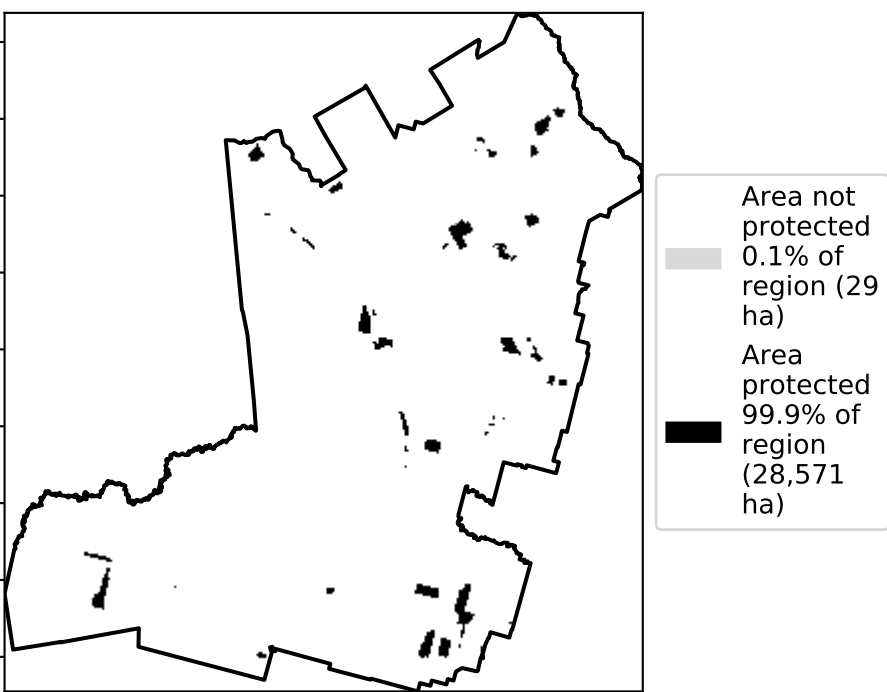 Area not
protected
0.1% of
region (29
ha)
Area
protected
99.9% of
region
(28,571
ha)